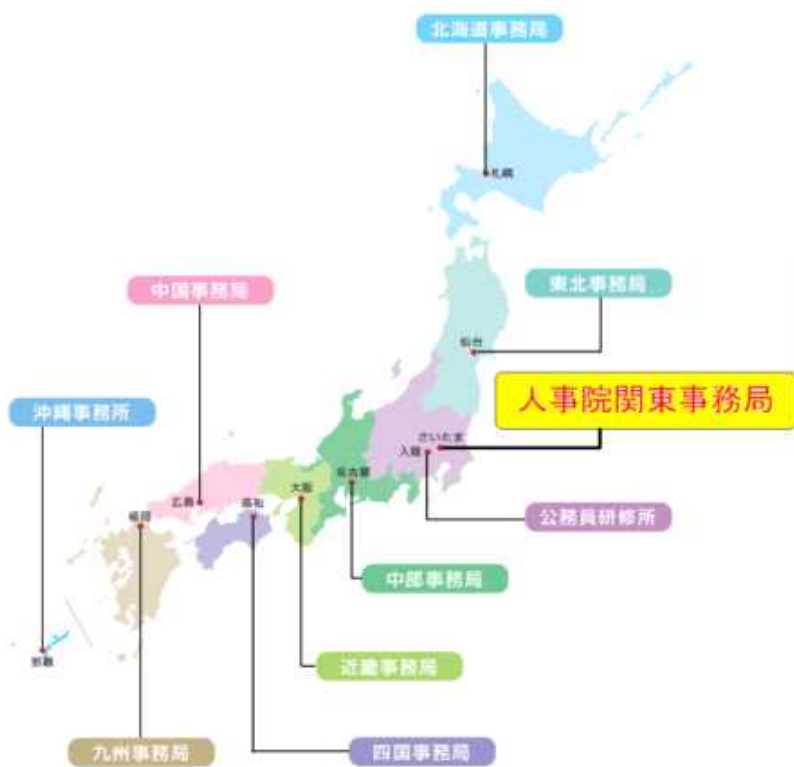 北海道事務局
札幌
中国事務局
東北事務局
仙台
人事院関東事務局
沖縄事務所
さいたま
入間
名古屋
大阪
高松
広島
福岡
公務員研修所
中部事務局
那覇
近畿事務局
九州事務局
四国事務局